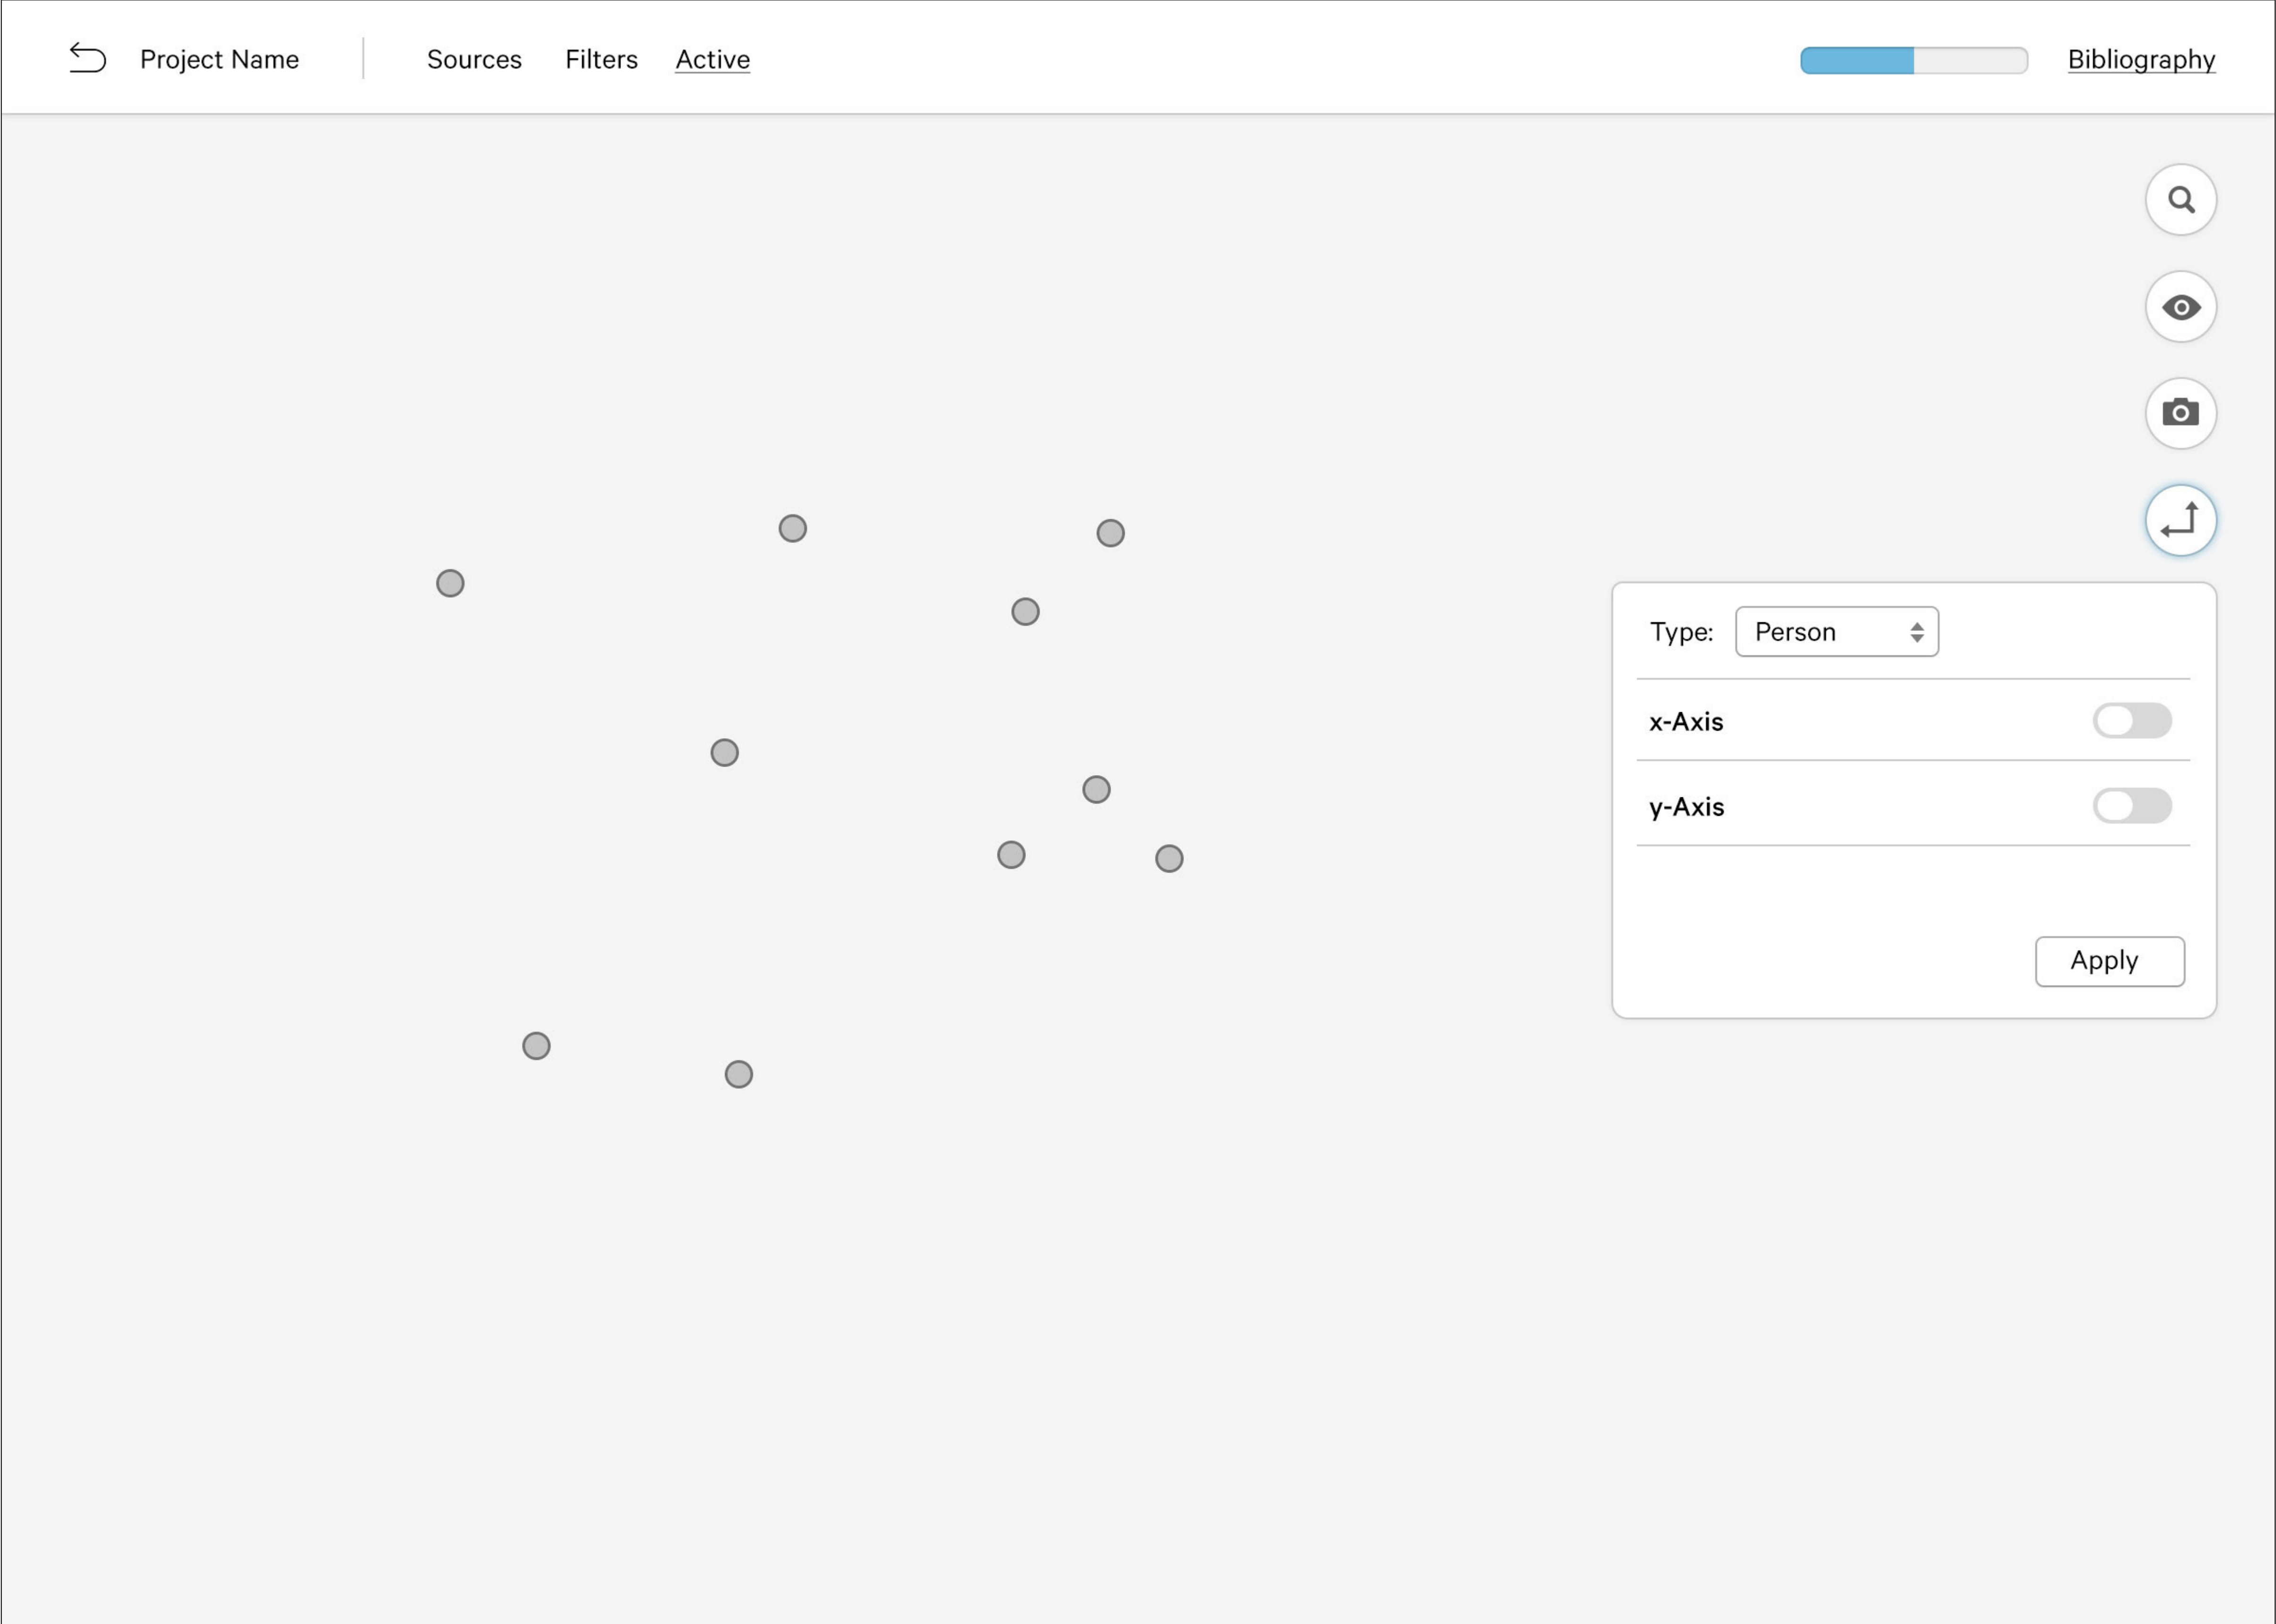 Project Name Sources Filters Active Bibliography
Type: Person
x-Axis
y-Axis
Apply